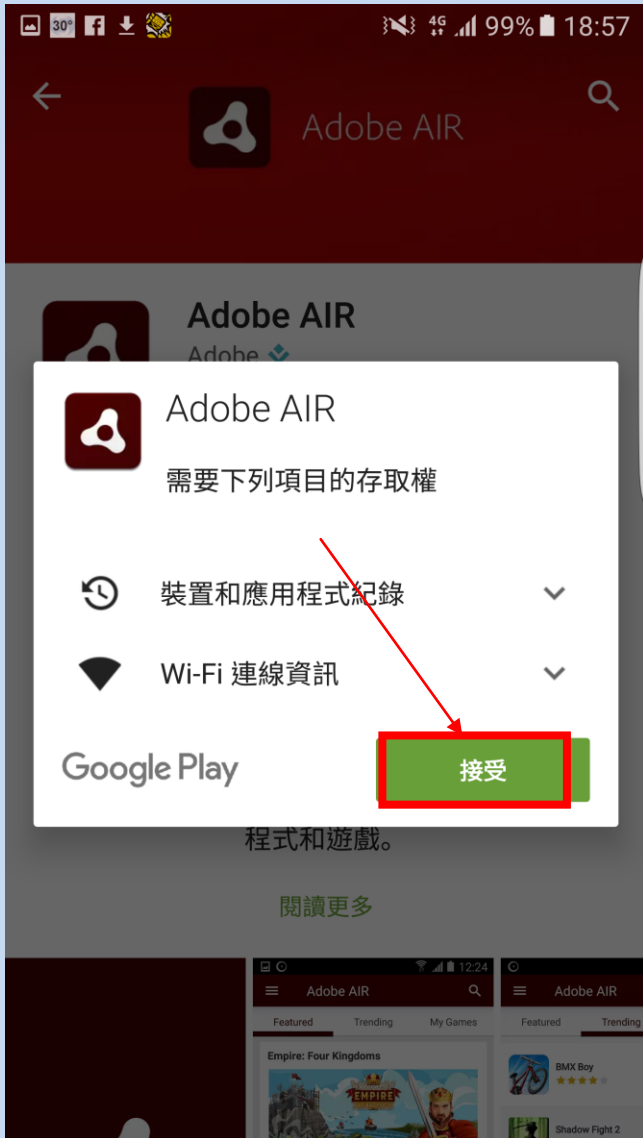 30°
4G
99%
18:57
Adobe AIR
Adobe AIR
Adobe
Adobe AIR
需要下列項目的存取權
裝置和應用程式紀錄
Wi-Fi 連線資訊
Google Play
接受
程式和遊戲。
閱讀更多
12:24
Adobe AIR
Featured Trending My Games
Empire: Four Kingdoms
EMPIRE
Adobe AIR
Featured Trending
BMX Boy
Shadow Fight 2